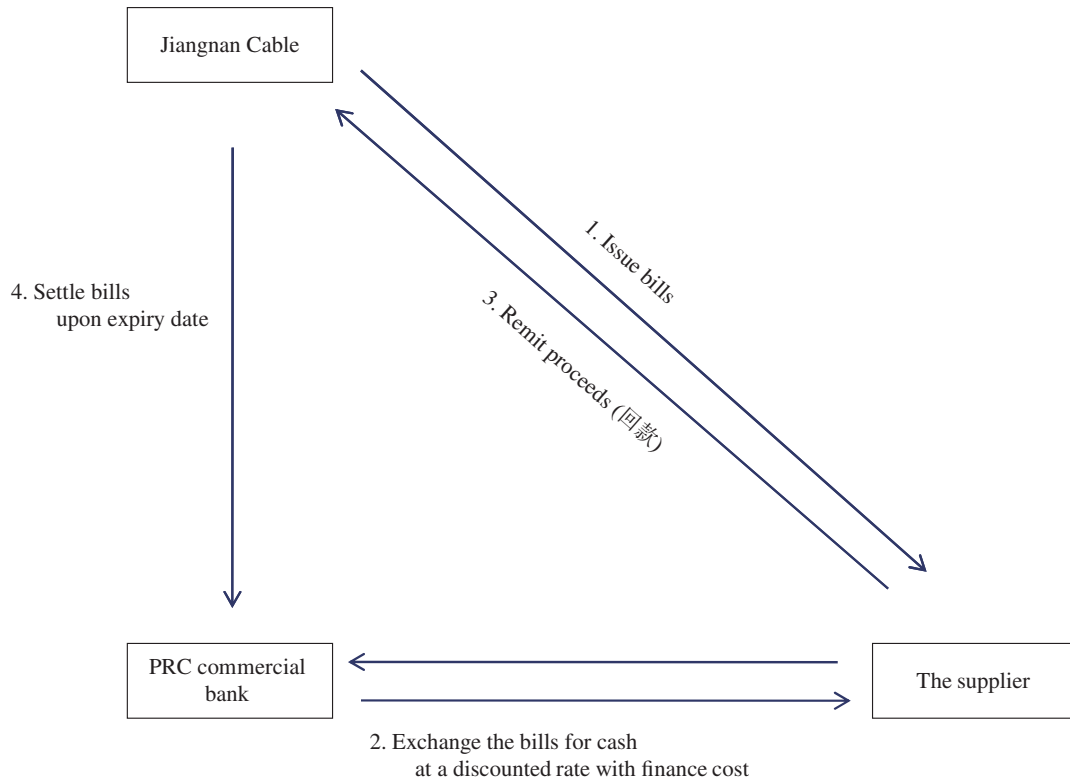 Jiangnan Cable
1. Issue bills
3. Remit proceeds (回款)
4. Settle bills
upon expiry date
PRC commercial
bank
The supplier
2. Exchange the bills for cash
at a discounted rate with finance cost